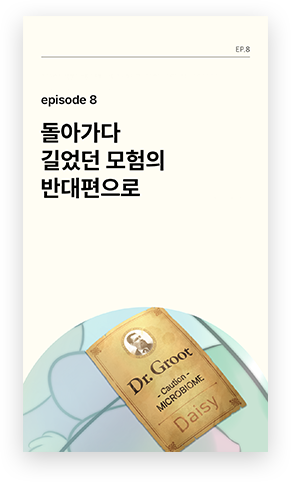 EP.8
episode 8
돌아가다
길었던 모험의
반대편으로
Dr. Groot
- Caution -
MICROBIOME
Daisy